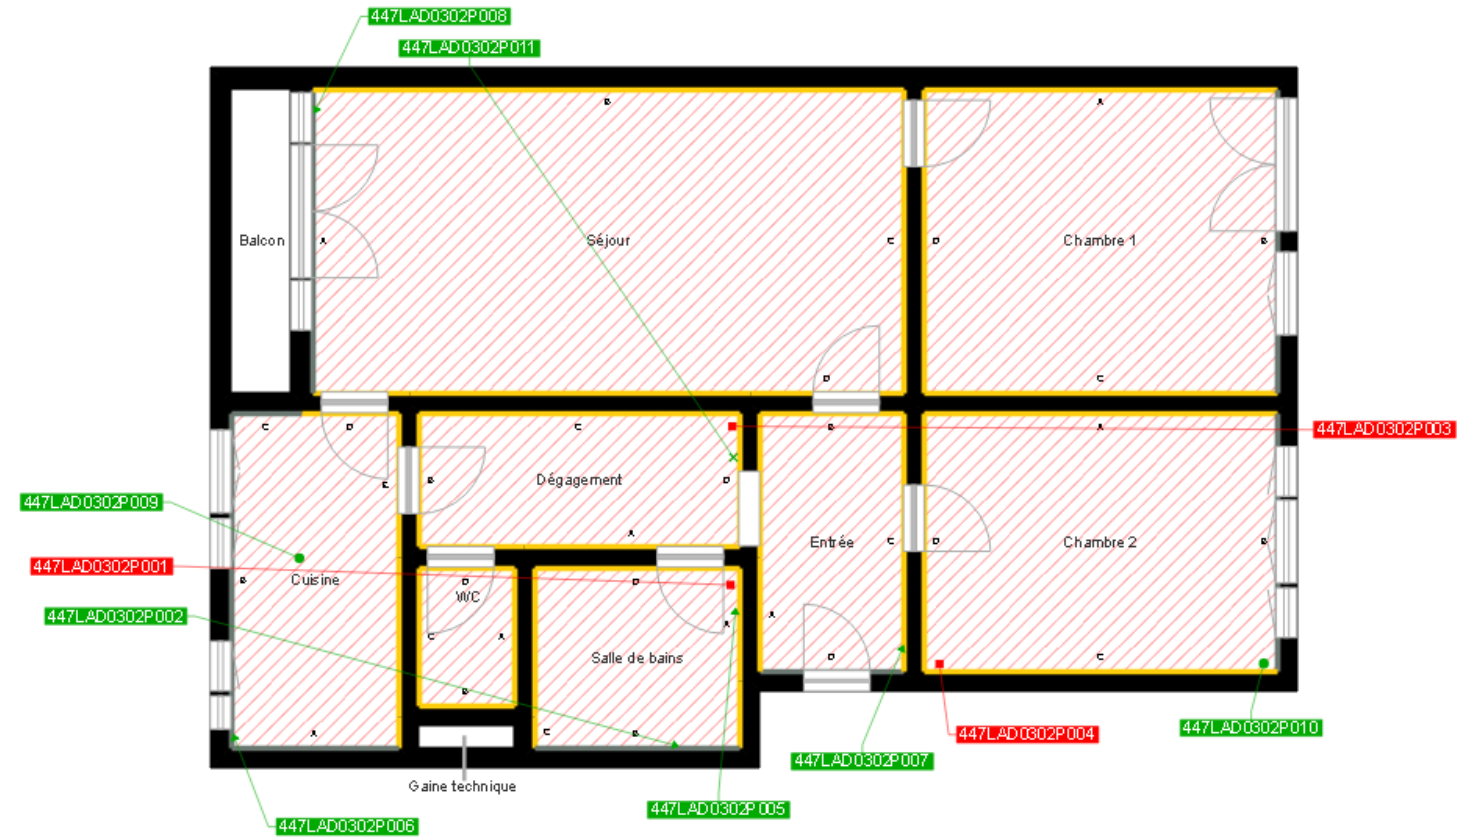 447LAD0302P008
447LAD0302P011
B
A
Balcon
A
Séjour
C
D
Chambre 1
B
D
C
C
D
C
B
A
447LAD0302P003
E
B
Dégagement
D
447LAD0302P009
A
Entrée
C
D
Chambre 2
B
447LAD0302P001
B
Cuisine
D
WC
D
447LAD0302P002
A
A
C
A
Salle de bains
D
C
B
A
C
B
447LAD0302P010
447LAD0302P004
447LAD0302P007
Gaine technique
447LAD0302P005
447LAD0302P006